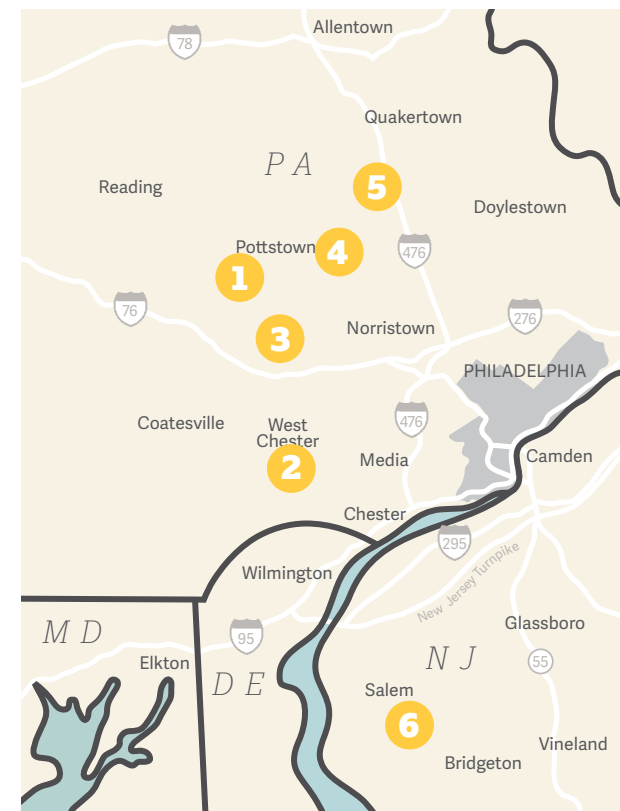 Allentown
78
Quakertown
PA
5
Reading
Doylestown
Pottstown
4
476
1
76
276
3
Norristown
PHILADELPHIA
476
Coatesville
West
Chester
2
Media
Camden
Chester
295
New Jersey Turnpike
Wilmington
95
Glassboro
MD
NJ
55
Elkton
DE
Salem
6
Vineland
Bridgeton